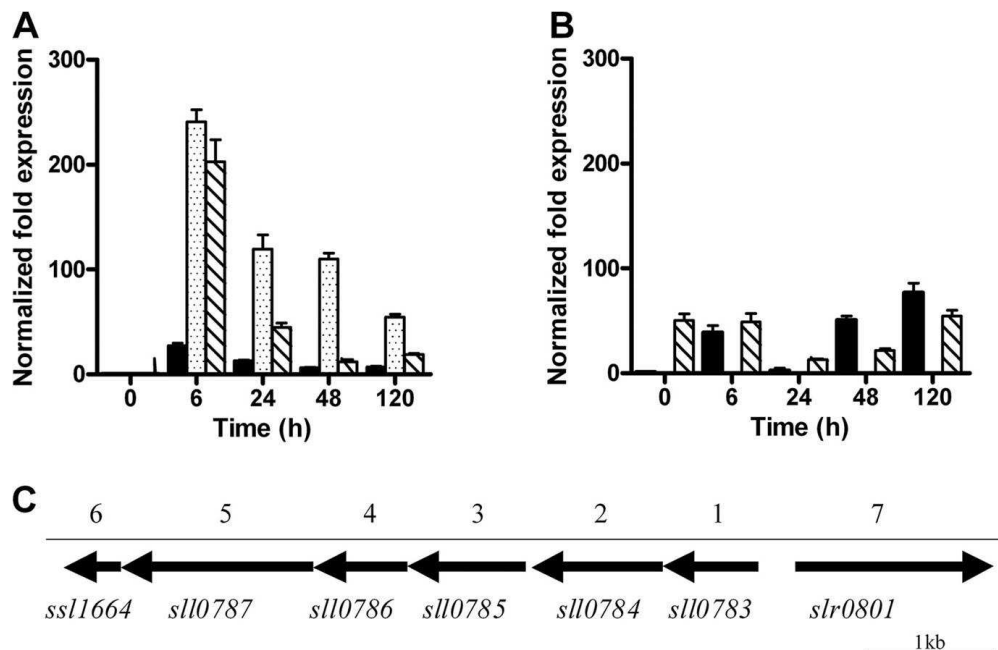 A
Normalized fold expression
300
200
100
0
0 6 24 48 120
Time (h)
B
Normalized fold expression
300
200
100
0
0 6 24 48 120
Time (h)
C
6 5 4 3 2 1 7
ssl1664 sll0787 sll0786 sll0785 sll0784 sll0783 slr0801
1kb